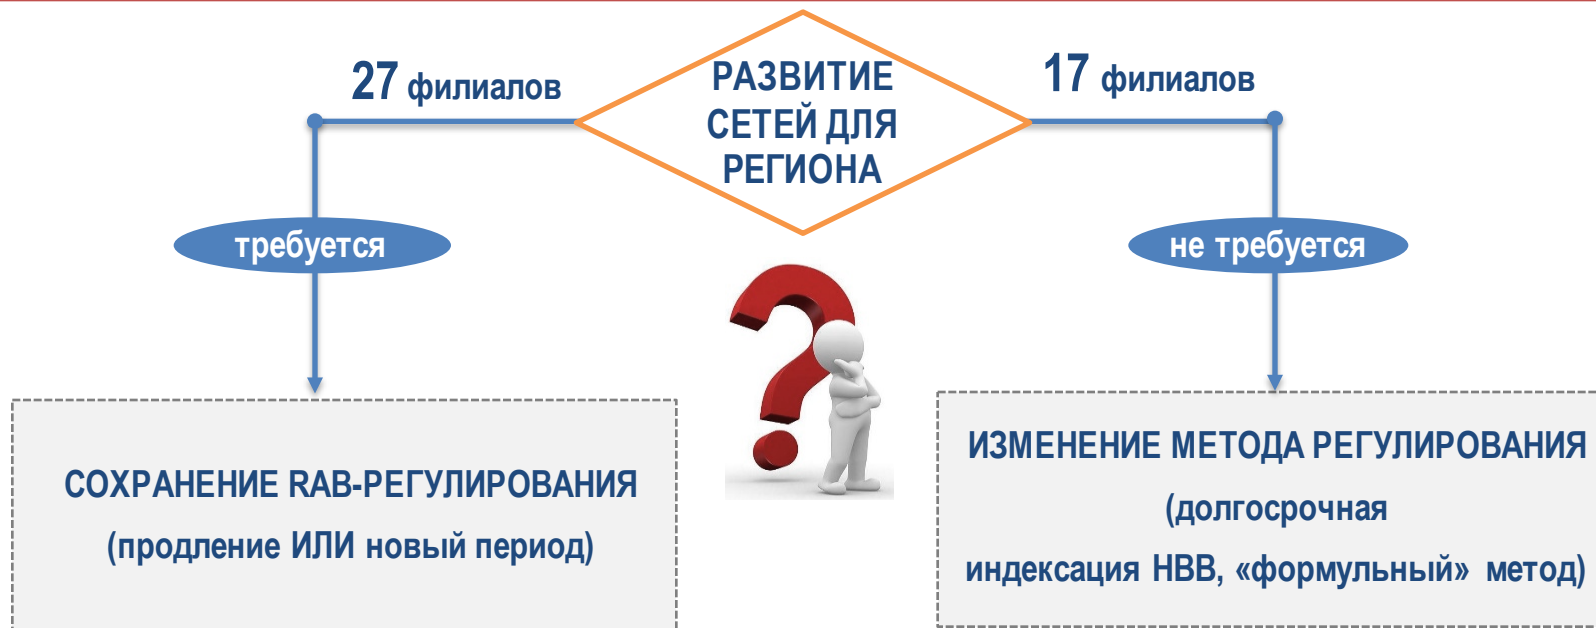 27 филиалов
РАЗВИТИЕ
СЕТЕЙ ДЛЯ
РЕГИОНА
17 филиалов
требуется
не требуется
СОХРАНЕНИЕ RAB-РЕГУЛИРОВАНИЯ
(продление ИЛИ новый период)
ИЗМЕНЕНИЕ МЕТОДА РЕГУЛИРОВАНИЯ
(долгосрочная
индексация НВВ, «формульный» метод)